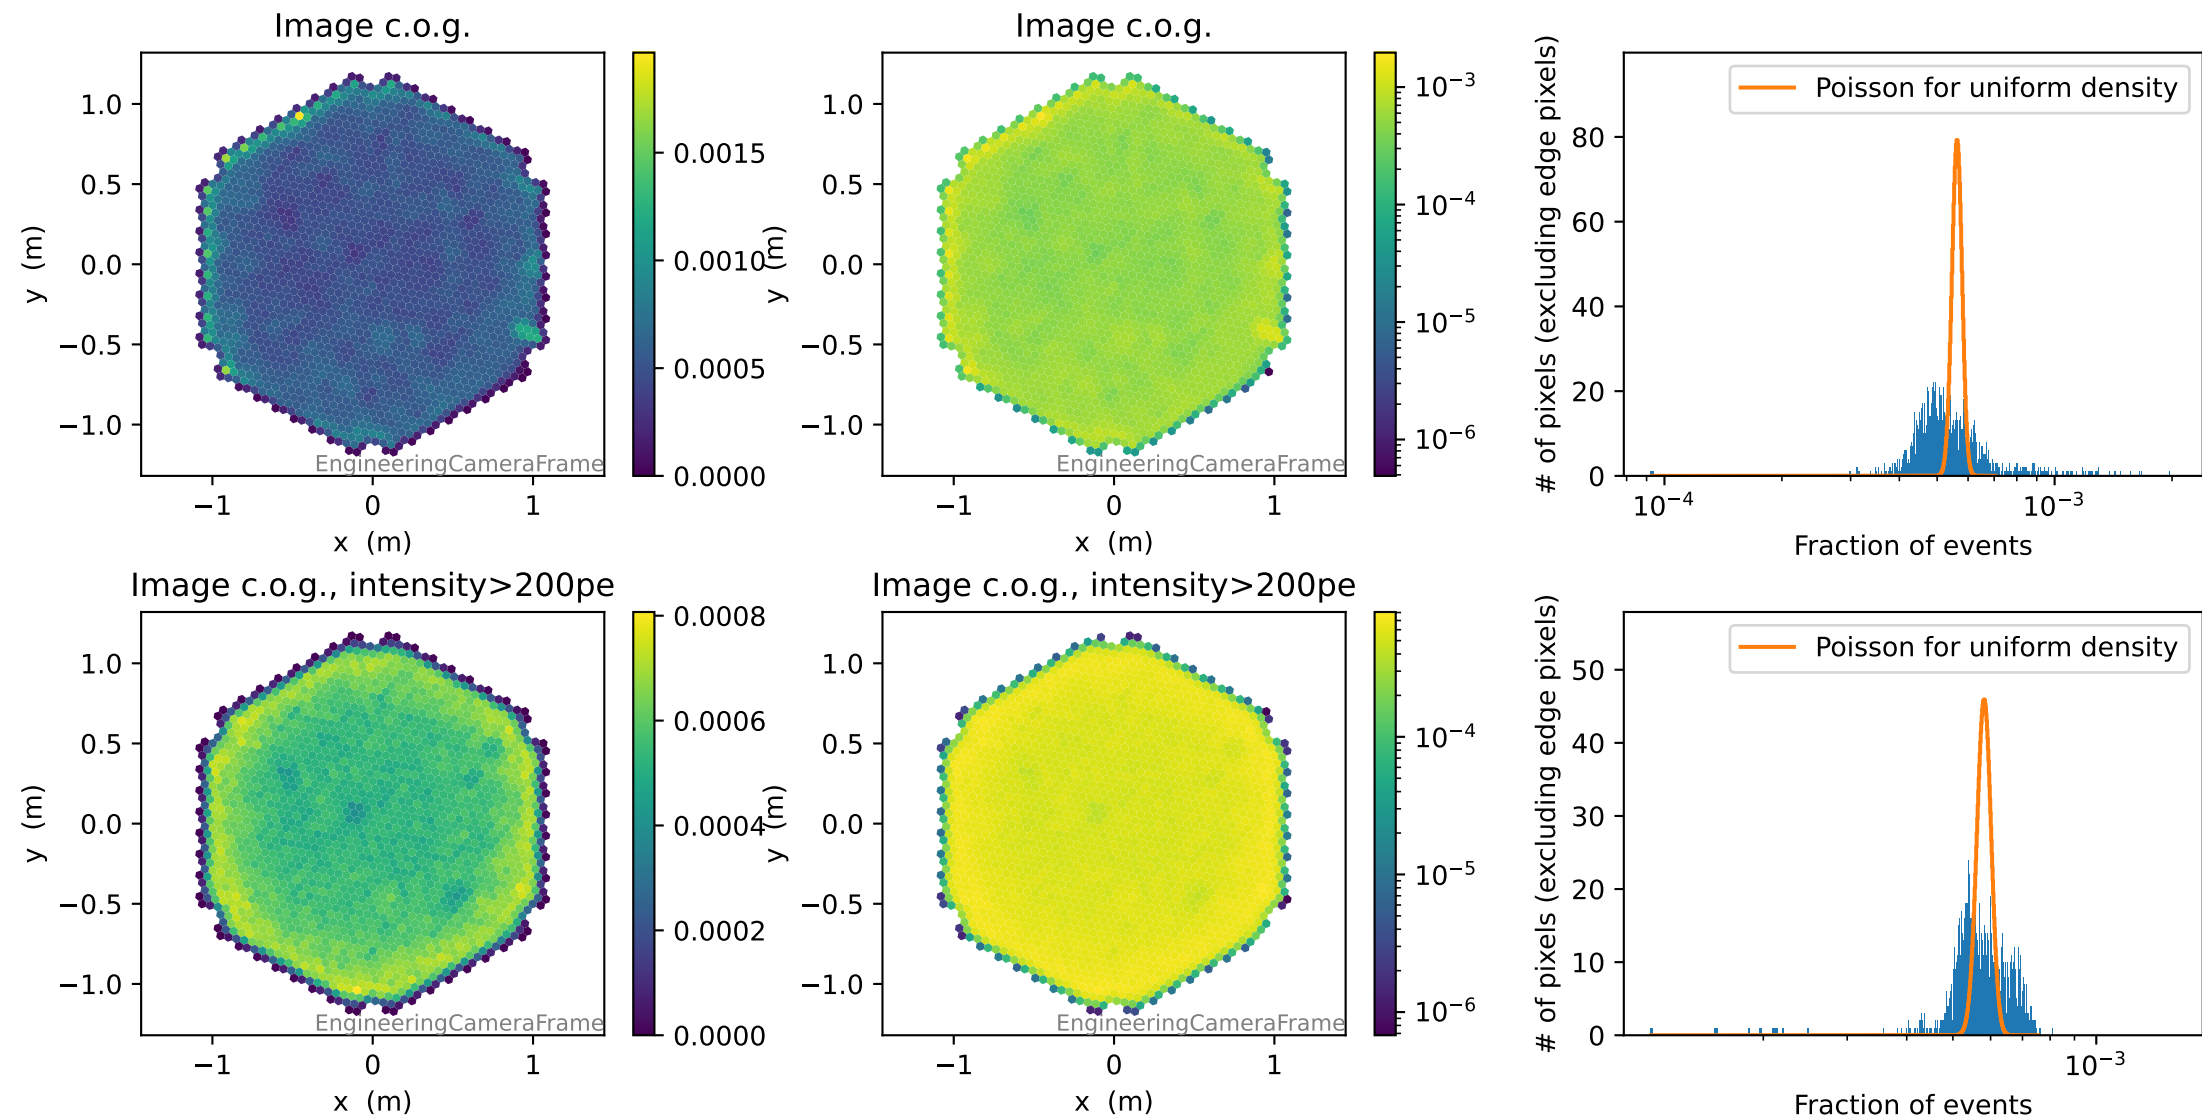 Image c.o.g.
y (m)
1.0
0.5
0.0
−0.5
−1.0
−1
0
1
x (m)
EngineeringCameraFrame
0.0015
0.0010
0.0005
0.0000
Image c.o.g.
y (m)
1.0
0.5
0.0
−0.5
−1.0
−1
0
1
x (m)
EngineeringCameraFrame
10⁻³
10⁻⁴
10⁻⁵
10⁻⁶
# of pixels (excluding edge pixels)
80
60
40
20
0
Poisson for uniform density
10⁻⁴
10⁻³
Fraction of events
Image c.o.g., intensity>200pe
y (m)
1.0
0.5
0.0
−0.5
−1.0
−1
0
1
x (m)
EngineeringCameraFrame
0.0008
0.0006
0.0004
0.0002
0.0000
Image c.o.g., intensity>200pe
y (m)
1.0
0.5
0.0
−0.5
−1.0
−1
0
1
x (m)
EngineeringCameraFrame
10⁻⁴
10⁻⁵
10⁻⁶
# of pixels (excluding edge pixels)
50
40
30
20
10
0
Poisson for uniform density
10⁻³
Fraction of events